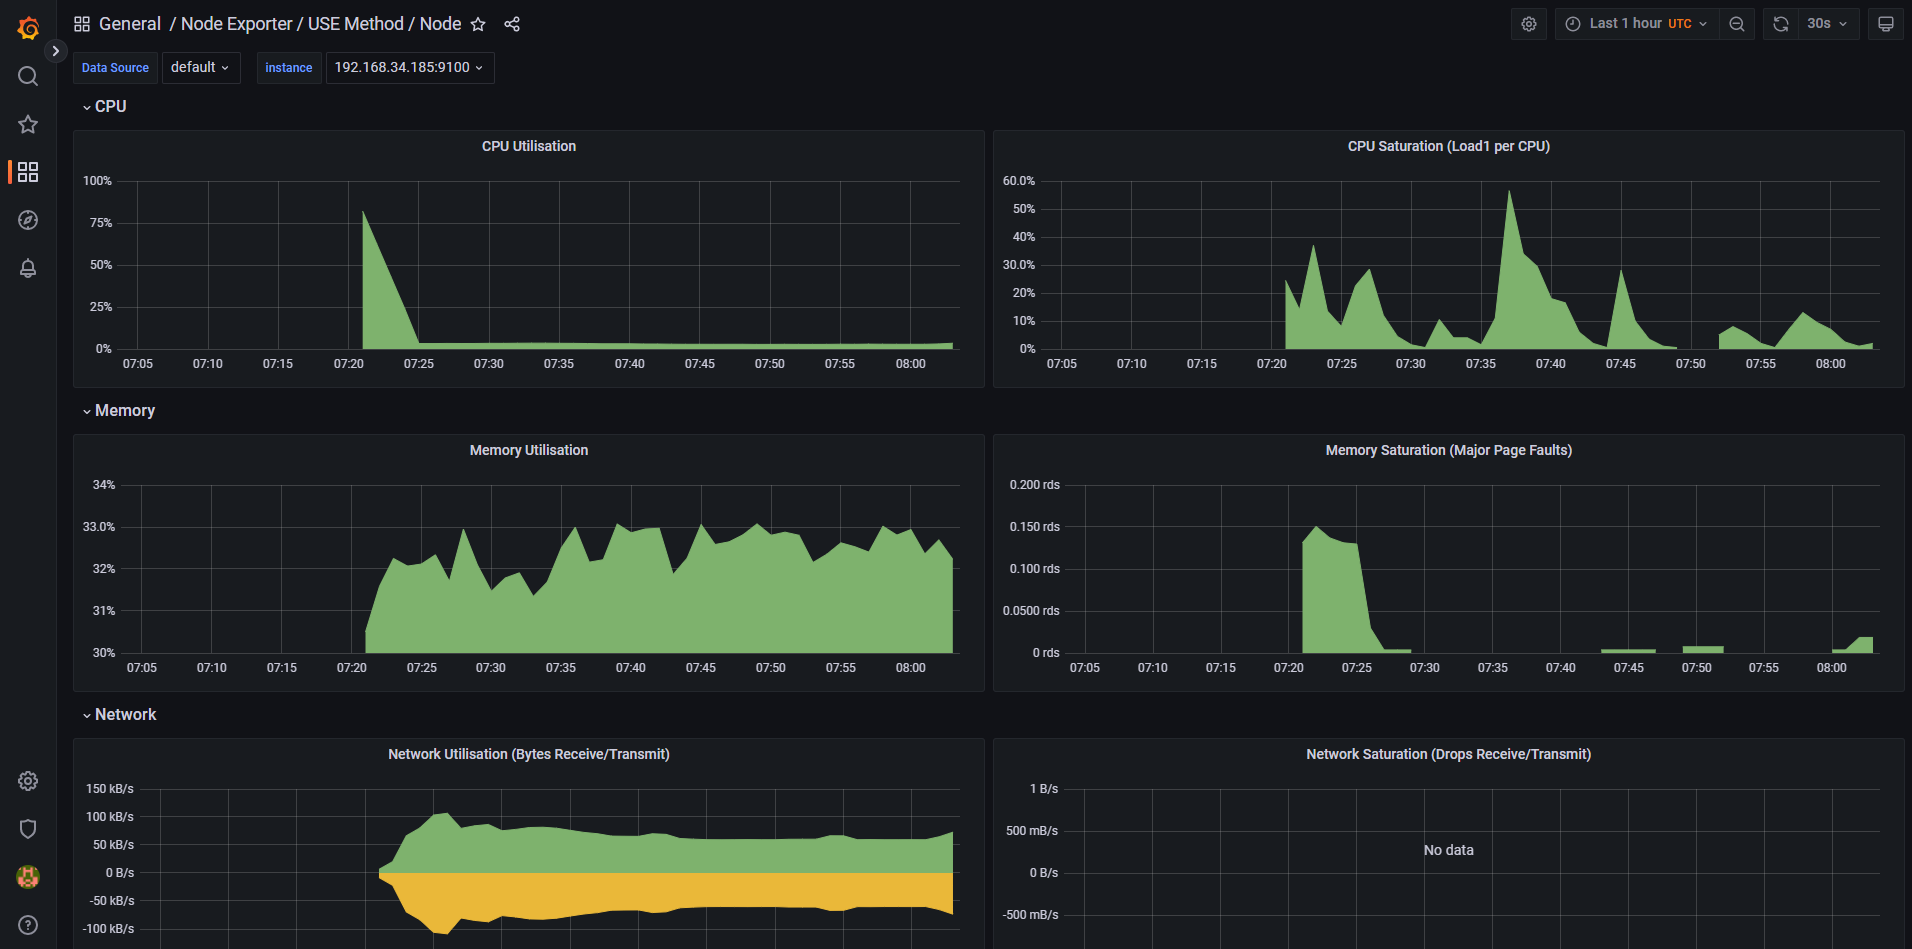 General / Node Exporter / USE Method / Node
Last 1 hour UTC
30s
Data Source default instance 192.168.34.185:9100
CPU
CPU Utilisation
100%
75%
50%
25%
0%
07:05 07:10 07:15 07:20 07:25 07:30 07:35 07:40 07:45 07:50 07:55 08:00
CPU Saturation (Load1 per CPU)
60.0%
50%
40%
30.0%
20%
10%
0%
07:05 07:10 07:15 07:20 07:25 07:30 07:35 07:40 07:45 07:50 07:55 08:00
Memory
Memory Utilisation
34%
33.0%
32%
31%
30%
07:05 07:10 07:15 07:20 07:25 07:30 07:35 07:40 07:45 07:50 07:55 08:00
Memory Saturation (Major Page Faults)
0.200 rds
0.150 rds
0.100 rds
0.0500 rds
0 rds
07:05 07:10 07:15 07:20 07:25 07:30 07:35 07:40 07:45 07:50 07:55 08:00
Network
Network Utilisation (Bytes Receive/Transmit)
150 kB/s
100 kB/s
50 kB/s
0 B/s
-50 kB/s
-100 kB/s
Network Saturation (Drops Receive/Transmit)
1 B/s
500 mB/s
No data
0 B/s
-500 mB/s